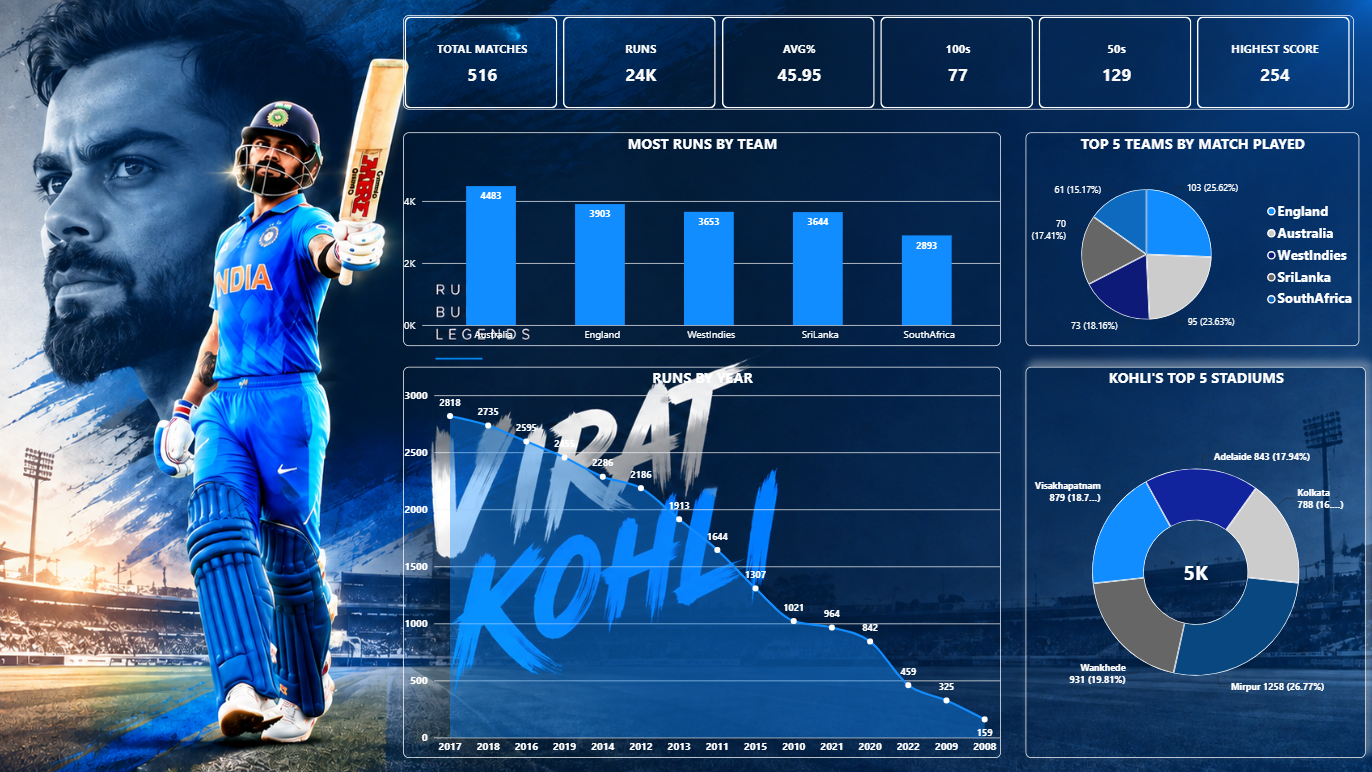 TOTAL MATCHES
516
RUNS
24K
AVG%
45.95
100s
77
50s
129
HIGHEST SCORE
254
MOST RUNS BY TEAM
4K
2K
0K
4483
3903
3653
3644
2893
Australia
England
WestIndies
SriLanka
SouthAfrica
RU
BU
LEGENDS
TOP 5 TEAMS BY MATCH PLAYED
61 (15.17%)
103 (25.62%)
70
(17.41%)
73 (18.16%)
95 (23.63%)
England
Australia
WestIndies
SriLanka
SouthAfrica
RUNS BY YEAR
VIRAT
KOHLI
3000
2500
2000
1500
1000
500
0
2818
2735
2595
2286
2186
1913
1644
1307
1021
964
842
459
325
159
2017 2018 2016 2019 2014 2012 2013 2011 2015 2010 2021 2020 2022 2009 2008
KOHLI'S TOP 5 STADIUMS
Adelaide 843 (17.94%)
Visakhapatnam
879 (18.7...)
Kolkata
788 (16....)
5K
Wankhede
931 (19.81%)
Mirpur 1258 (26.77%)
INDIA
MRF